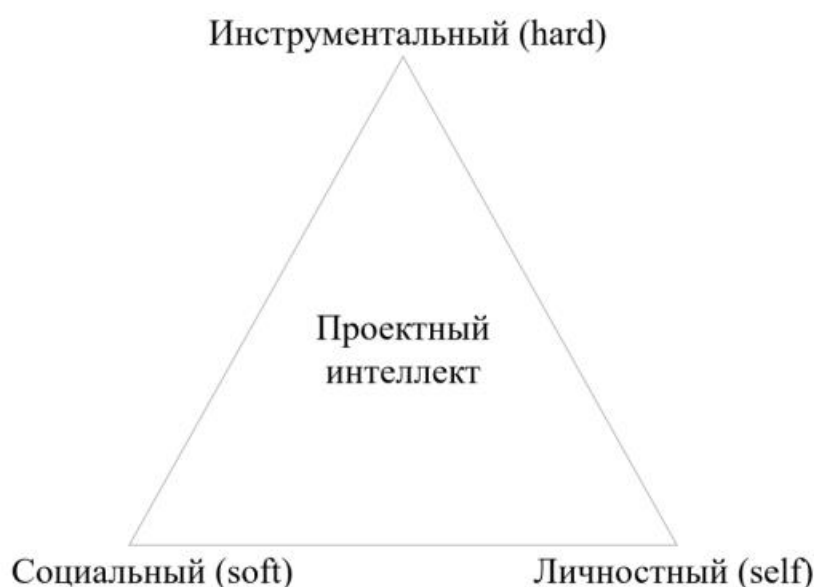 Инструментальный (hard)
Проектный
интеллект
Социальный (soft)
Личностный (self)